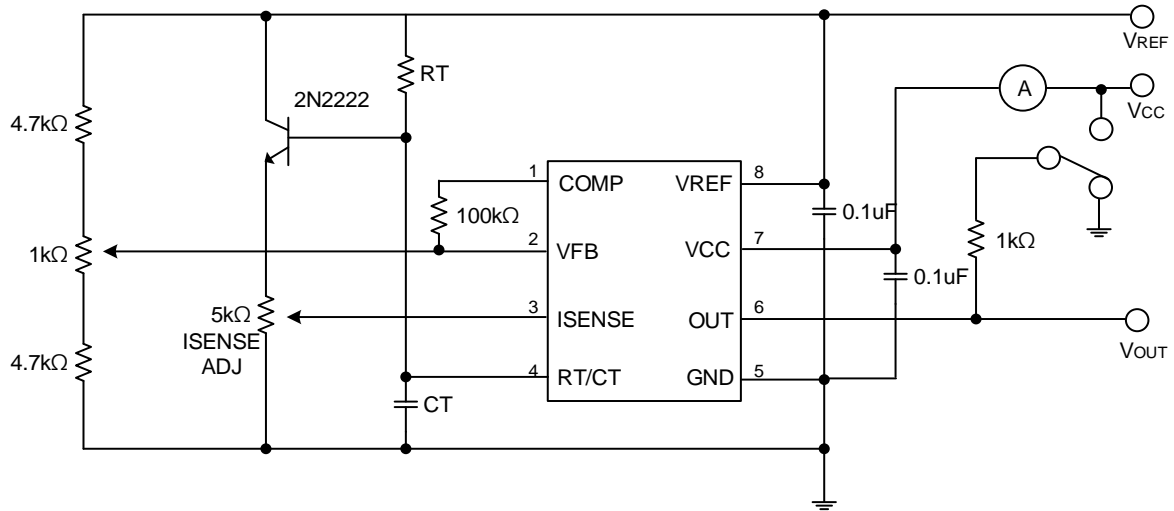 VREF
RT
A
VCC
2N2222
4.7kΩ
1
COMP
VREF
8
100kΩ
0.1uF
1kΩ
2
VFB
VCC
7
1kΩ
0.1uF
5kΩ
ISENSE
ADJ
3
ISENSE
OUT
6
VOUT
4.7kΩ
4
RT/CT
GND
5
CT